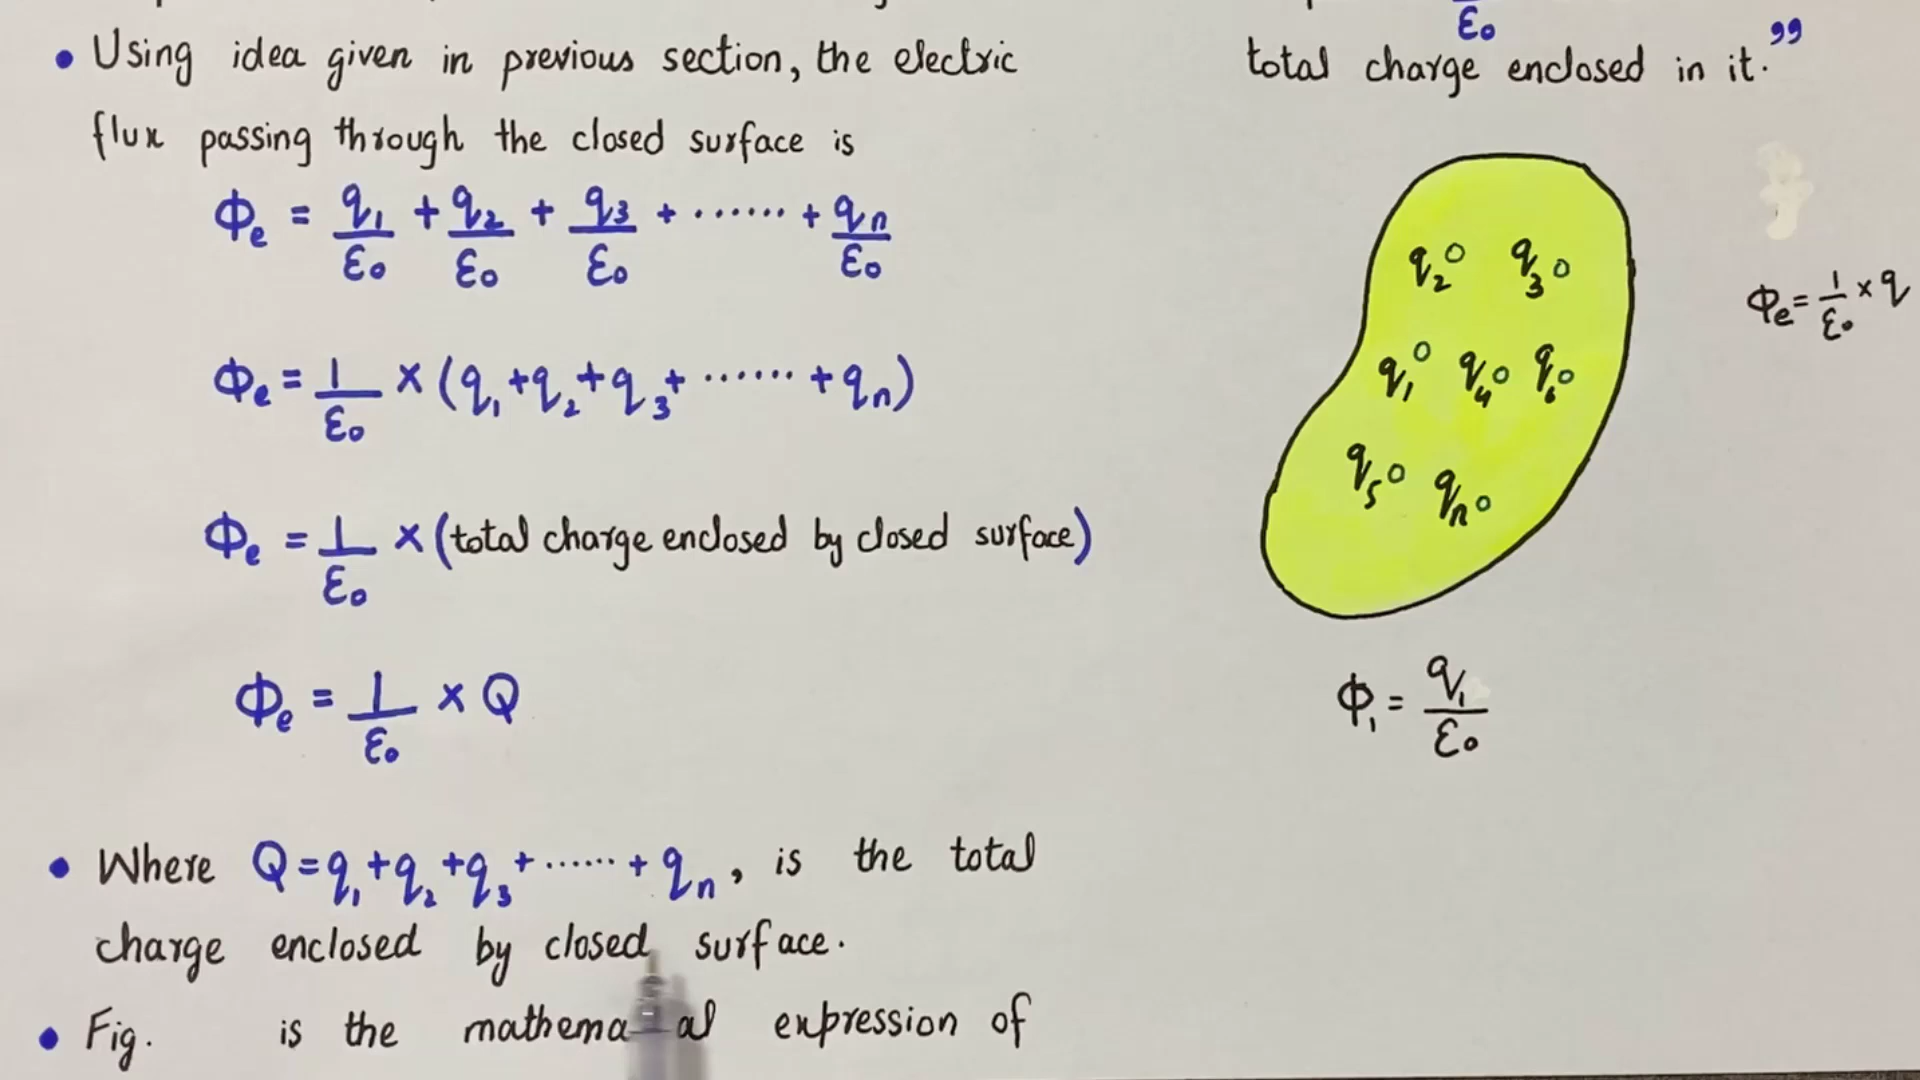 • Using idea given in previous section, the electric
flux passing through the closed surface is
Φe = q1/ε0 + q2/ε0 + q3/ε0 + ...... + qn/ε0
Φe = 1/ε0 × (q1 + q2 + q3 + ...... + qn)
Φe = 1/ε0 × (total charge enclosed by closed surface)
Φe = 1/ε0 × Q
• Where Q = q1 + q2 + q3 + ...... + qn, is the total
charge enclosed by closed surface.
• Fig. is the
expression of
ε0
total charge enclosed in it.”
q2 q3
q1 q4 q6
q5 qn
Φe = 1/ε0 × q
Φ1 = q1/ε0